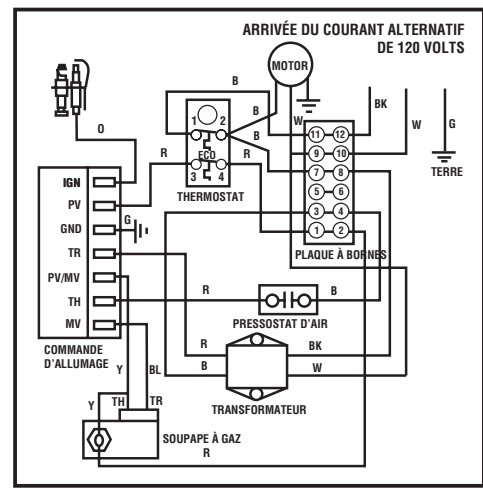 ARRIVÉE DU COURANT ALTERNATIF
DE 120 VOLTS
MOTOR
B
B
B
W
BK
W
G
TERRE
O
1 2
ECO
3 4
THERMOSTAT
R
R
11 12
9 10
7 8
5 6
3 4
1 2
PLAQUE À BORNES
IGN
PV
GND
TR
PV/MV
TH
MV
G
COMMANDE
D'ALLUMAGE
R
B
PRESSOSTAT D'AIR
R
BK
B
W
TRANSFORMATEUR
Y
BL
Y
TH
TR
SOUPAPE À GAZ
R